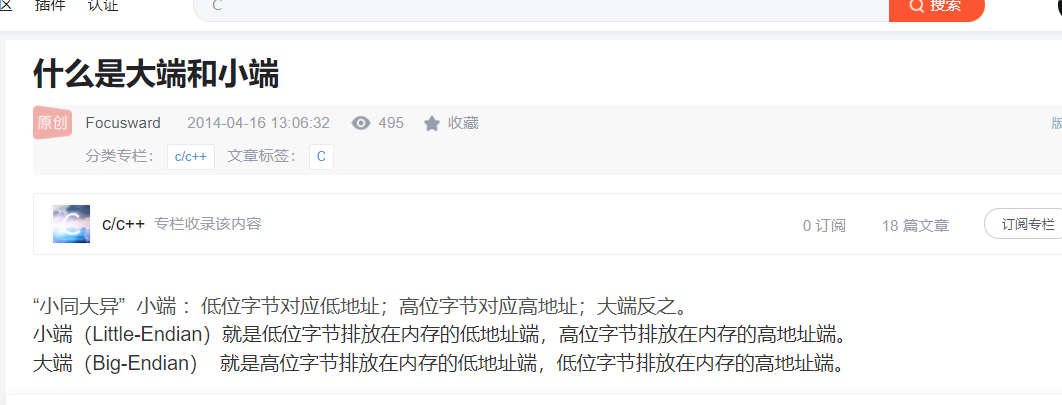 区 插件 认证 C 搜索
什么是大端和小端
原创 Focusward 2014-04-16 13:06:32 495 收藏 版
分类专栏： c/c++ 文章标签： C
C c/c++ 专栏收录该内容 0 订阅 18 篇文章 订阅专栏
“小同大异”小端 ：低位字节对应低地址；高位字节对应高地址；大端反之。
小端（Little-Endian）就是低位字节排放在内存的低地址端，高位字节排放在内存的高地址端。
大端（Big-Endian） 就是高位字节排放在内存的低地址端，低位字节排放在内存的高地址端。